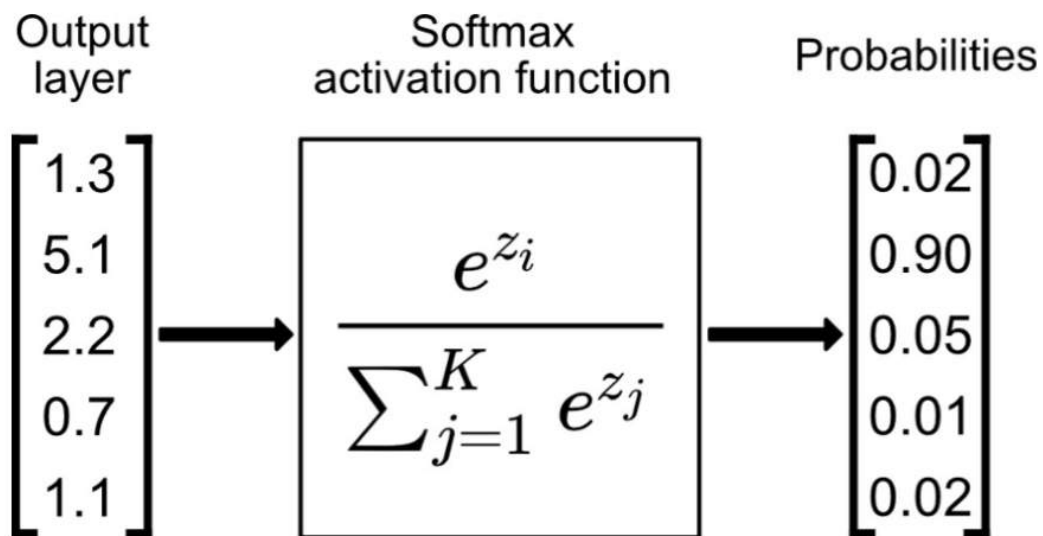 Output
layer
Softmax
activation function
Probabilities
1.3
5.1
2.2
0.7
1.1
e^{z_i}
∑_{j=1}^{K} e^{z_j}
0.02
0.90
0.05
0.01
0.02